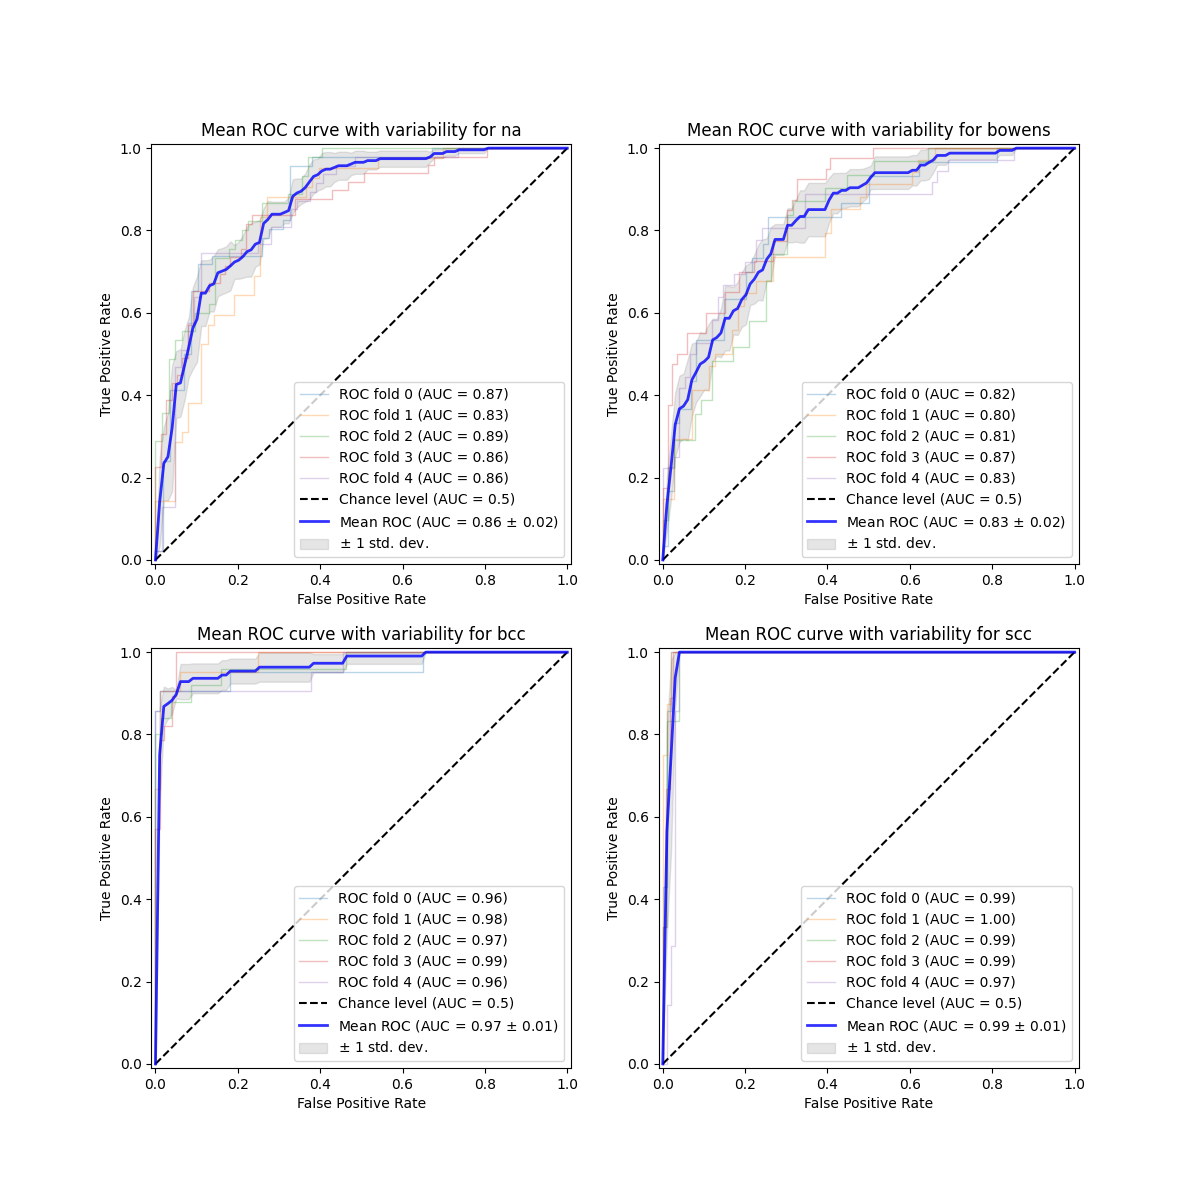 Mean ROC curve with variability for na
1.0
0.8
0.6
0.4
0.2
0.0
True Positive Rate
ROC fold 0 (AUC = 0.87)
ROC fold 1 (AUC = 0.83)
ROC fold 2 (AUC = 0.89)
ROC fold 3 (AUC = 0.86)
ROC fold 4 (AUC = 0.86)
Chance level (AUC = 0.5)
Mean ROC (AUC = 0.86 ± 0.02)
± 1 std. dev.
0.0 0.2 0.4 0.6 0.8 1.0
False Positive Rate
Mean ROC curve with variability for bowens
1.0
0.8
0.6
0.4
0.2
0.0
True Positive Rate
ROC fold 0 (AUC = 0.82)
ROC fold 1 (AUC = 0.80)
ROC fold 2 (AUC = 0.81)
ROC fold 3 (AUC = 0.87)
ROC fold 4 (AUC = 0.83)
Chance level (AUC = 0.5)
Mean ROC (AUC = 0.83 ± 0.02)
± 1 std. dev.
0.0 0.2 0.4 0.6 0.8 1.0
False Positive Rate
Mean ROC curve with variability for bcc
1.0
0.8
0.6
0.4
0.2
0.0
True Positive Rate
ROC fold 0 (AUC = 0.96)
ROC fold 1 (AUC = 0.98)
ROC fold 2 (AUC = 0.97)
ROC fold 3 (AUC = 0.99)
ROC fold 4 (AUC = 0.96)
Chance level (AUC = 0.5)
Mean ROC (AUC = 0.97 ± 0.01)
± 1 std. dev.
0.0 0.2 0.4 0.6 0.8 1.0
False Positive Rate
Mean ROC curve with variability for scc
1.0
0.8
0.6
0.4
0.2
0.0
True Positive Rate
ROC fold 0 (AUC = 0.99)
ROC fold 1 (AUC = 1.00)
ROC fold 2 (AUC = 0.99)
ROC fold 3 (AUC = 0.99)
ROC fold 4 (AUC = 0.97)
Chance level (AUC = 0.5)
Mean ROC (AUC = 0.99 ± 0.01)
± 1 std. dev.
0.0 0.2 0.4 0.6 0.8 1.0
False Positive Rate